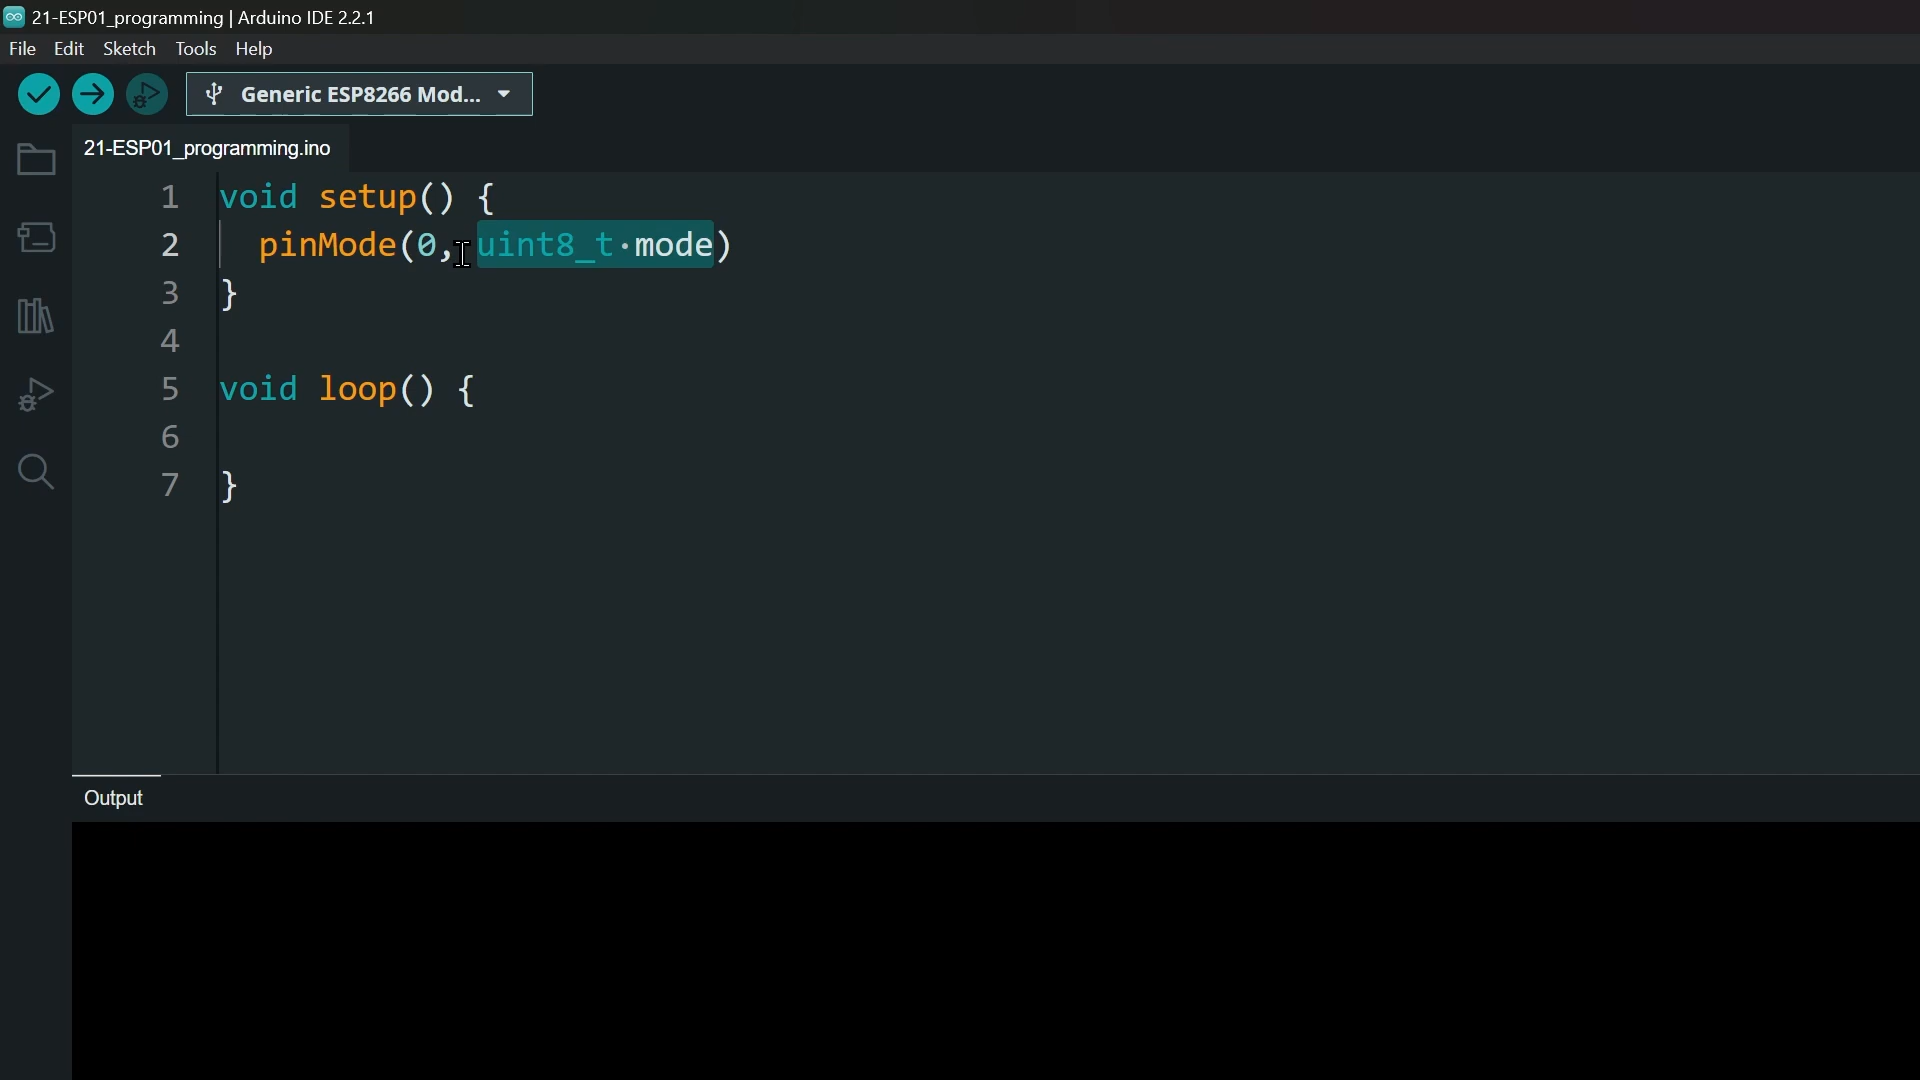 21-ESP01_programming | Arduino IDE 2.2.1
File Edit Sketch Tools Help
Generic ESP8266 Mod...
21-ESP01_programming.ino
1 void setup() {
2 pinMode(0, uint8_t·mode)
3 }
4
5 void loop() {
6
7 }
Output